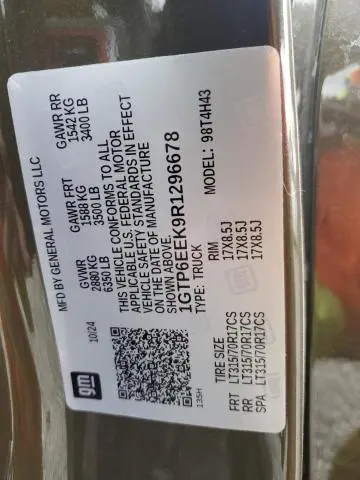 gm
MFD BY GENERAL MOTORS LLC
10/24
GVWR
2880 KG
6350 LB
GAWR FRT
1588 KG
3500 LB
GAWR RR
1542 KG
3400 LB
THIS VEHICLE CONFORMS TO ALL
APPLICABLE U.S. FEDERAL MOTOR
VEHICLE SAFETY STANDARDS IN EFFECT
ON THE DATE OF MANUFACTURE
SHOWN ABOVE.
1GTP6EEK9R1296678
TYPE: TRUCK
98T4H43
135H
TIRE SIZE
RIM
FRT LT315/70R17CS 17X8.5J
RR LT315/70R17CS 17X8.5J
SPA LT315/70R17CS 17X8.5J